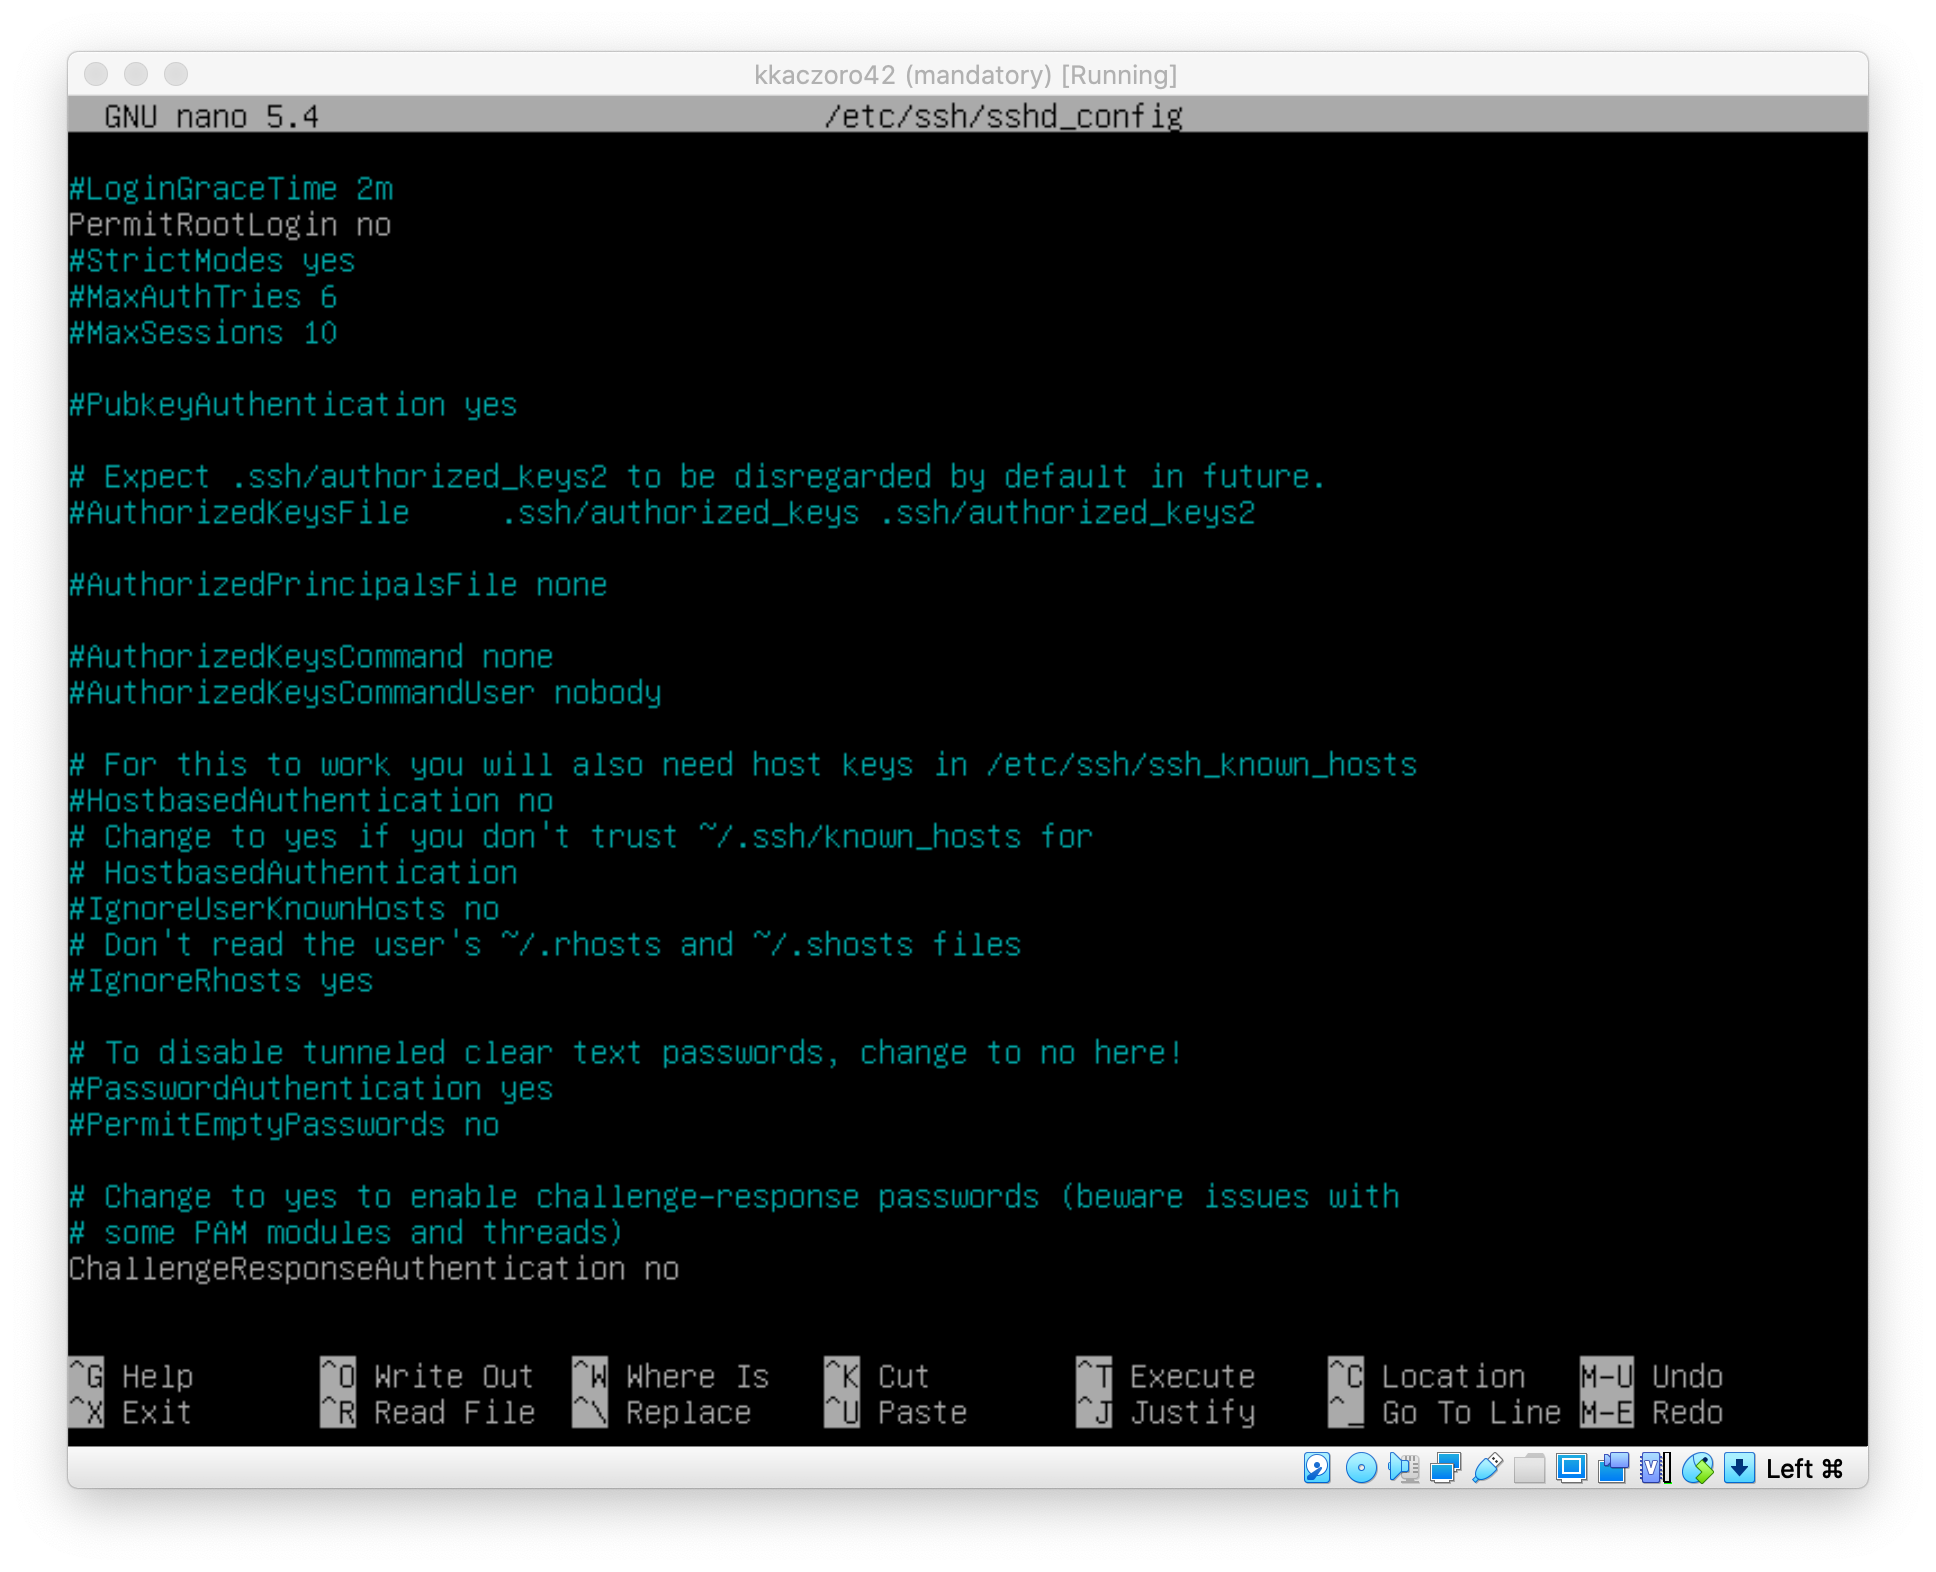 kkaczoro42 (mandatory) [Running]
GNU nano 5.4 /etc/ssh/sshd_config
#LoginGraceTime 2m
PermitRootLogin no
#StrictModes yes
#MaxAuthTries 6
#MaxSessions 10
#PubkeyAuthentication yes
# Expect .ssh/authorized_keys2 to be disregarded by default in future.
#AuthorizedKeysFile     .ssh/authorized_keys .ssh/authorized_keys2
#AuthorizedPrincipalsFile none
#AuthorizedKeysCommand none
#AuthorizedKeysCommandUser nobody
# For this to work you will also need host keys in /etc/ssh/ssh_known_hosts
#HostbasedAuthentication no
# Change to yes if you don't trust ~/.ssh/known_hosts for
# HostbasedAuthentication
#IgnoreUserKnownHosts no
# Don't read the user's ~/.rhosts and ~/.shosts files
#IgnoreRhosts yes
# To disable tunneled clear text passwords, change to no here!
#PasswordAuthentication yes
#PermitEmptyPasswords no
# Change to yes to enable challenge-response passwords (beware issues with
# some PAM modules and threads)
ChallengeResponseAuthentication no
^G Help ^O Write Out ^W Where Is ^K Cut ^T Execute ^C Location M-U Undo
^X Exit ^R Read File ^\ Replace ^U Paste ^J Justify ^_ Go To Line M-E Redo
Left ⌘